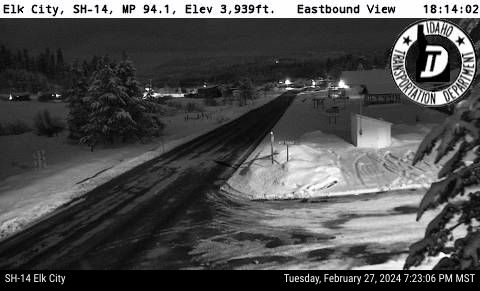 Elk City, SH-14, MP 94.1, Elev 3,939ft. Eastbound View 18:14:02
IDAHO
TRANSPORTATION DEPARTMENT
SH-14 Elk City Tuesday, February 27, 2024 7:23:06 PM MST